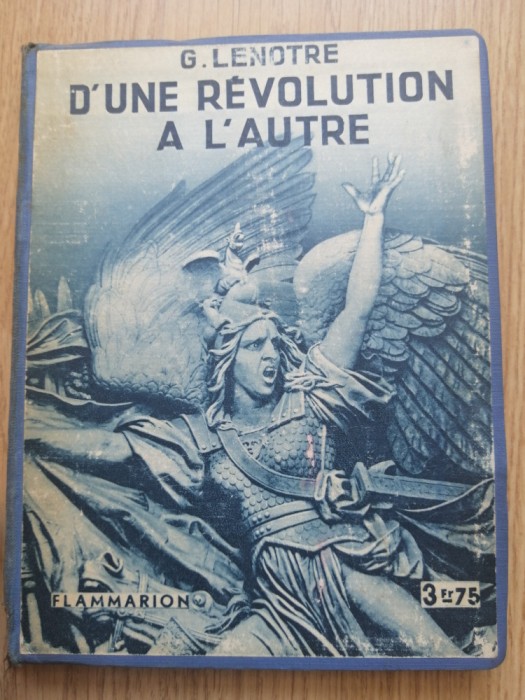 G. LENOTRE
D'UNE RÉVOLUTION
A L'AUTRE
FLAMMARION
3 Fr 75